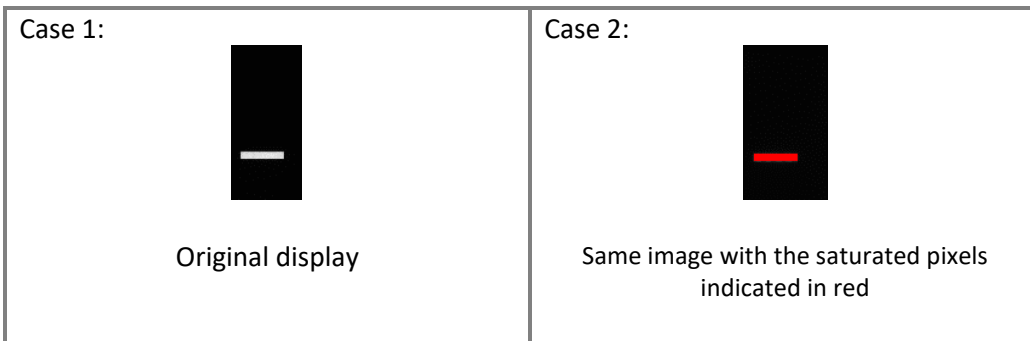 Case 1:
Original display
Case 2:
Same image with the saturated pixels
indicated in red